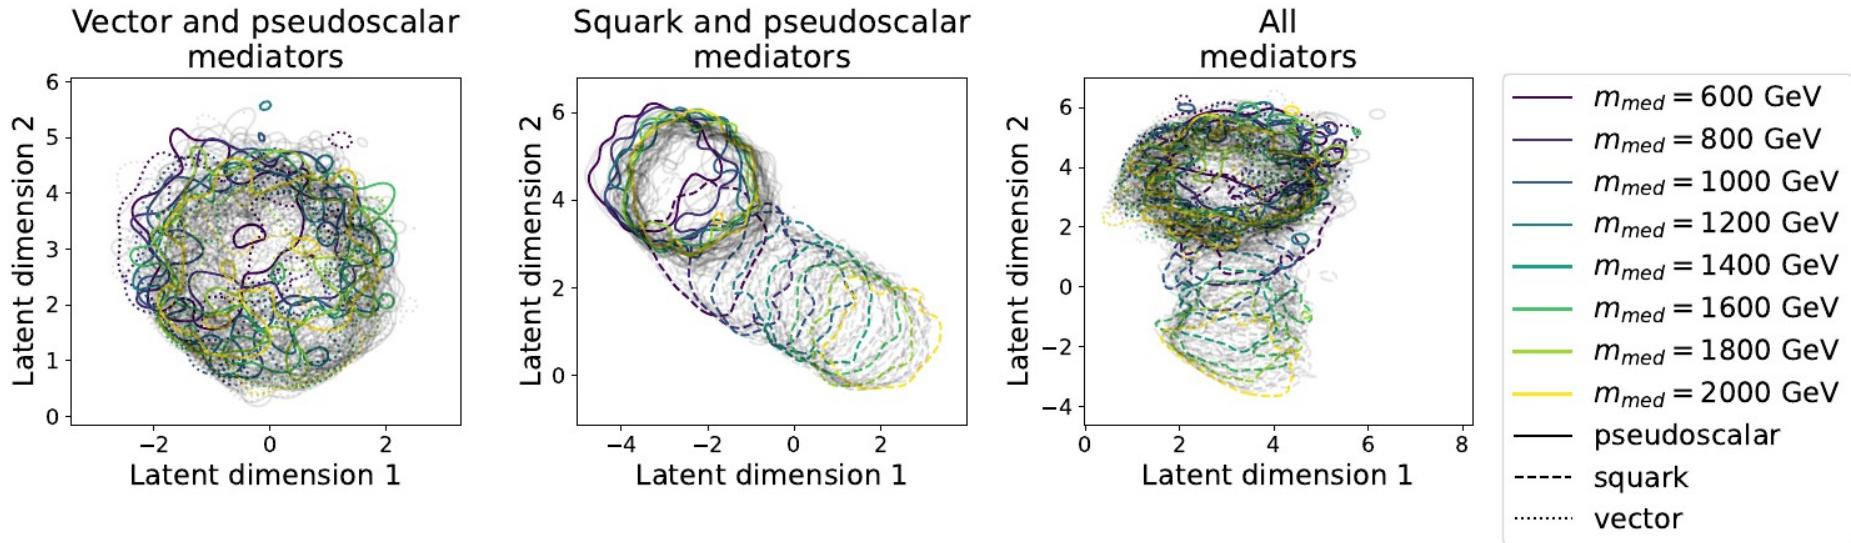 Vector and pseudoscalar
mediators
6
5
4
3
2
1
0
−2
0
2
Latent dimension 2
Latent dimension 1
Squark and pseudoscalar
mediators
6
4
2
0
−4
−2
0
2
Latent dimension 2
Latent dimension 1
All
mediators
6
4
2
0
−2
−4
0
2
4
6
8
Latent dimension 2
Latent dimension 1
m_med = 600 GeV
m_med = 800 GeV
m_med = 1000 GeV
m_med = 1200 GeV
m_med = 1400 GeV
m_med = 1600 GeV
m_med = 1800 GeV
m_med = 2000 GeV
pseudoscalar
squark
vector